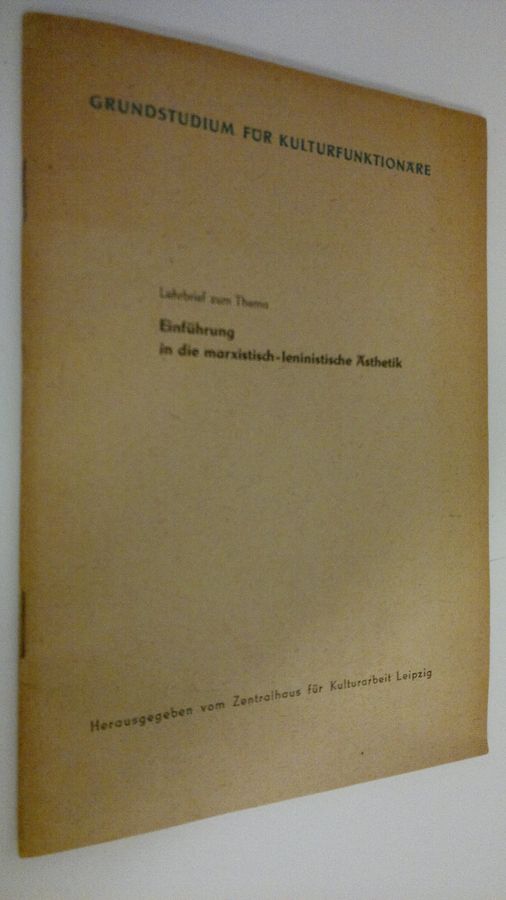 GRUNDSTUDIUM FÜR KULTURFUNKTIONÄRE
Lehrbrief zum Thema
Einführung
in die marxistisch-leninistische Ästhetik
Herausgegeben vom Zentralhaus für Kulturarbeit Leipzig